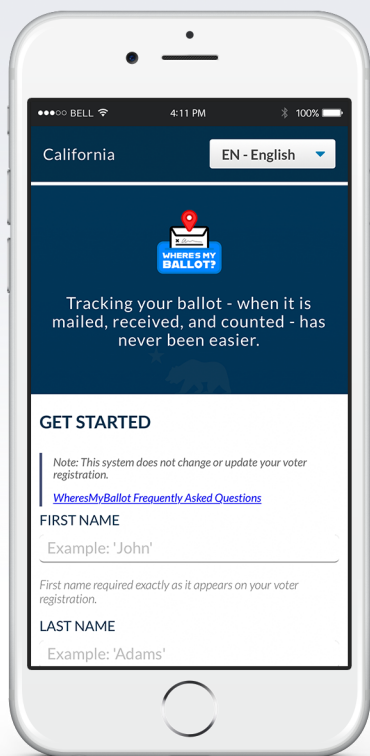 BELL 4:11 PM 100%
California EN - English
WHERE'S MY
BALLOT?
Tracking your ballot - when it is
mailed, received, and counted - has
never been easier.
GET STARTED
Note: This system does not change or update your voter
registration.
WheresMyBallot Frequently Asked Questions
FIRST NAME
Example: 'John'
First name required exactly as it appears on your voter
registration.
LAST NAME
Example: 'Adams'